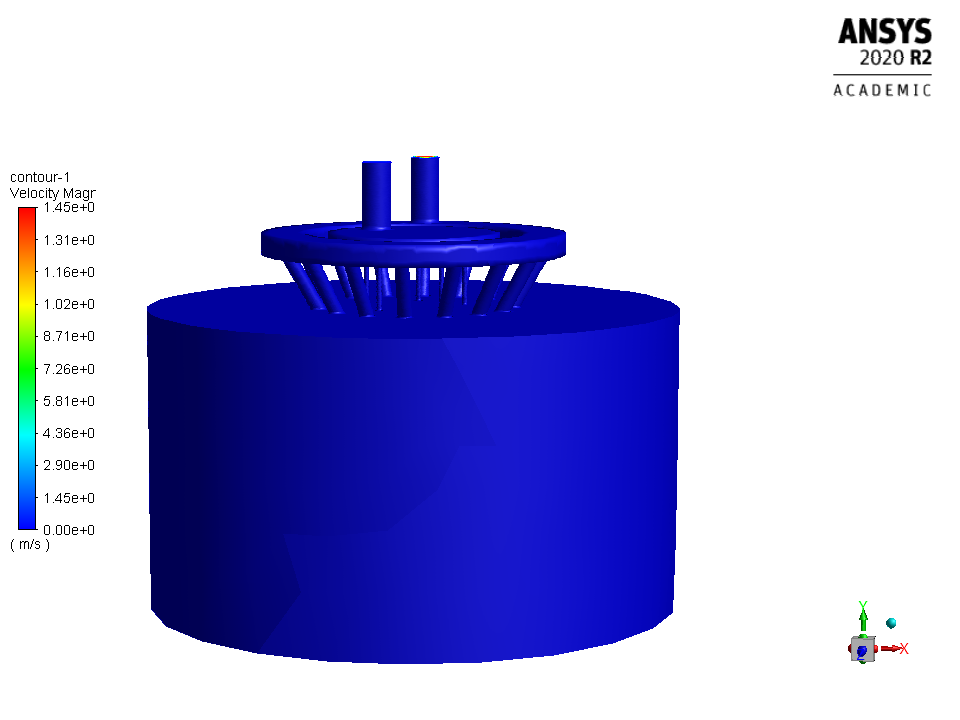 ANSYS
2020 R2
ACADEMIC
contour-1
Velocity Magr
1.45e+0
1.31e+0
1.16e+0
1.02e+0
8.71e+0
7.26e+0
5.81e+0
4.36e+0
2.90e+0
1.45e+0
0.00e+0
( m/s )
Y
X